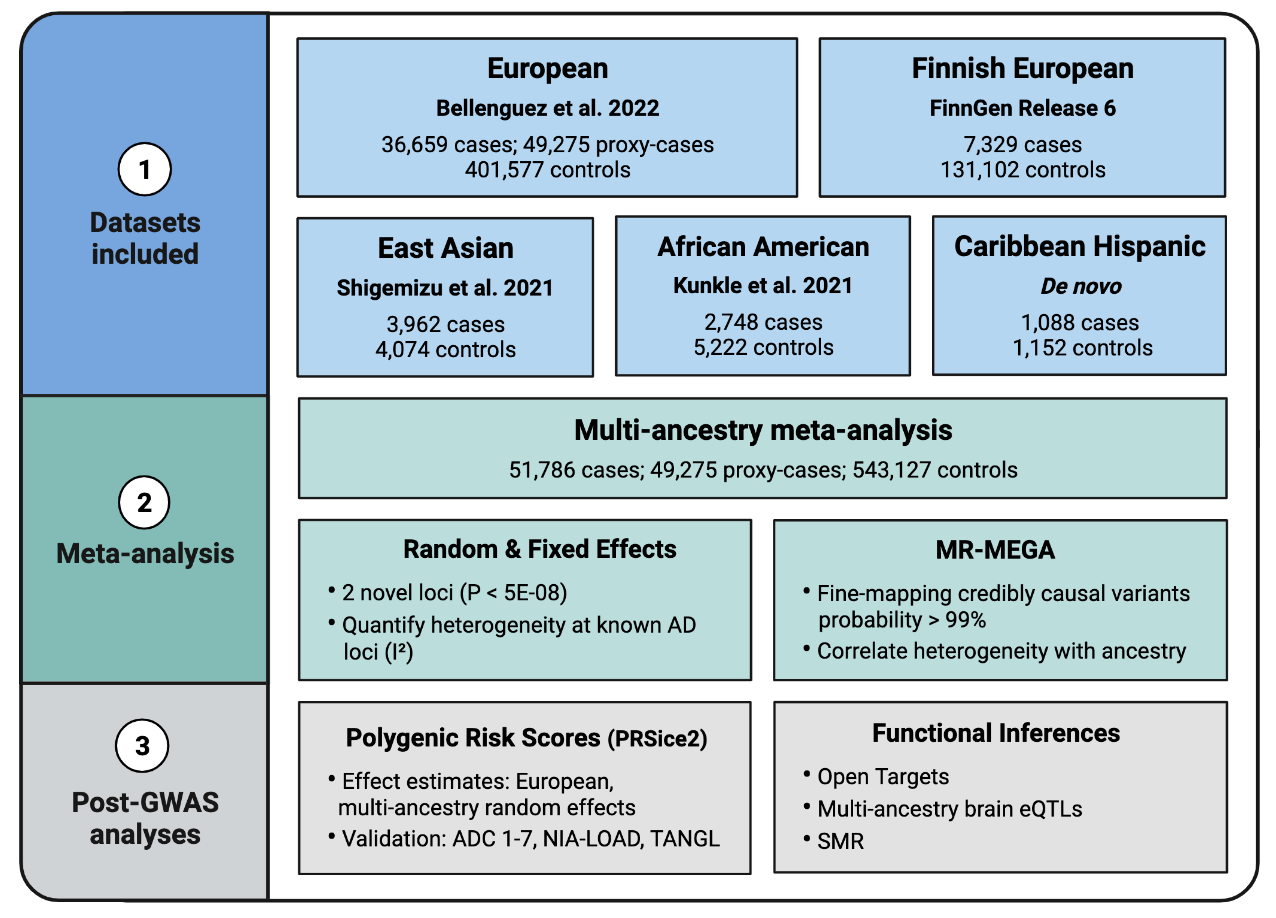 1
Datasets
included
European
Bellenguez et al. 2022
36,659 cases; 49,275 proxy-cases
401,577 controls
Finnish European
FinnGen Release 6
7,329 cases
131,102 controls
East Asian
Shigemizu et al. 2021
3,962 cases
4,074 controls
African American
Kunkle et al. 2021
2,748 cases
5,222 controls
Caribbean Hispanic
De novo
1,088 cases
1,152 controls
2
Meta-analysis
Multi-ancestry meta-analysis
51,786 cases; 49,275 proxy-cases; 543,127 controls
Random & Fixed Effects
• 2 novel loci (P < 5E-08)
• Quantify heterogeneity at known AD
loci (I²)
MR-MEGA
• Fine-mapping credibly causal variants
probability > 99%
• Correlate heterogeneity with ancestry
3
Post-GWAS
analyses
Polygenic Risk Scores (PRSice2)
• Effect estimates: European,
multi-ancestry random effects
• Validation: ADC 1-7, NIA-LOAD, TANGL
Functional Inferences
• Open Targets
• Multi-ancestry brain eQTLs
• SMR